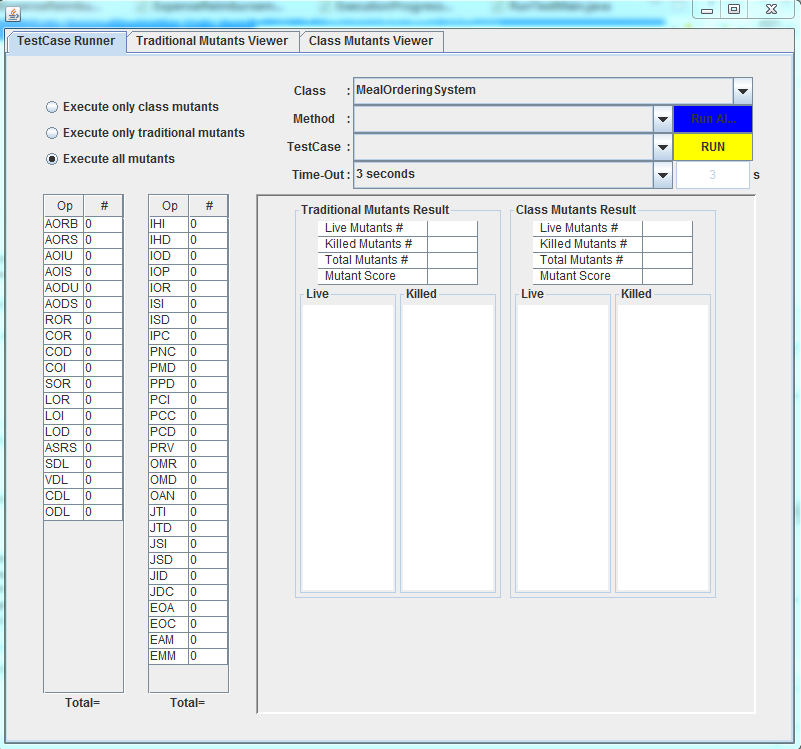 RunTestMain.java
TestCase Runner Traditional Mutants Viewer Class Mutants Viewer
Class : MealOrderingSystem
Execute only class mutants
Method : Run Al...
Execute only traditional mutants
TestCase : RUN
Execute all mutants
Time-Out : 3 seconds 3 s
Op # Op #
Traditional Mutants Result Class Mutants Result
AORB 0 IHI 0 Live Mutants # Live Mutants #
AORS 0 IHD 0 Killed Mutants # Killed Mutants #
AOIU 0 IOD 0 Total Mutants # Total Mutants #
AOIS 0 IOP 0 Mutant Score Mutant Score
AODU 0 IOR 0 Live Killed Live Killed
AODS 0 ISI 0
ROR 0 ISD 0
COR 0 IPC 0
COD 0 PNC 0
COI 0 PMD 0
SOR 0 PPD 0
LOR 0 PCI 0
LOI 0 PCC 0
LOD 0 PCD 0
ASRS 0 PRV 0
SDL 0 OMR 0
VDL 0 OMD 0
CDL 0 OAN 0
ODL 0 JTI 0
JTD 0
JSI 0
JSD 0
JID 0
JDC 0
EOA 0
EOC 0
EAM 0
EMM 0
Total= Total=